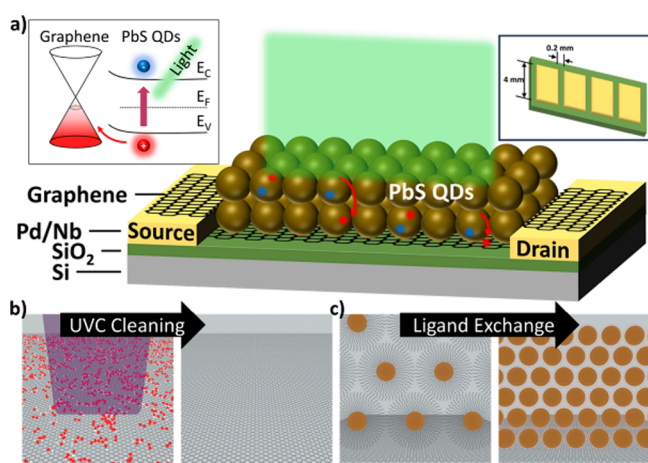 a)
Graphene PbS QDs
Light
E_C
E_F
E_V
0.2 mm
4 mm
PbS QDs
Graphene
Pd/Nb
Source
Drain
SiO₂
Si
b)
UVC Cleaning
c)
Ligand Exchange